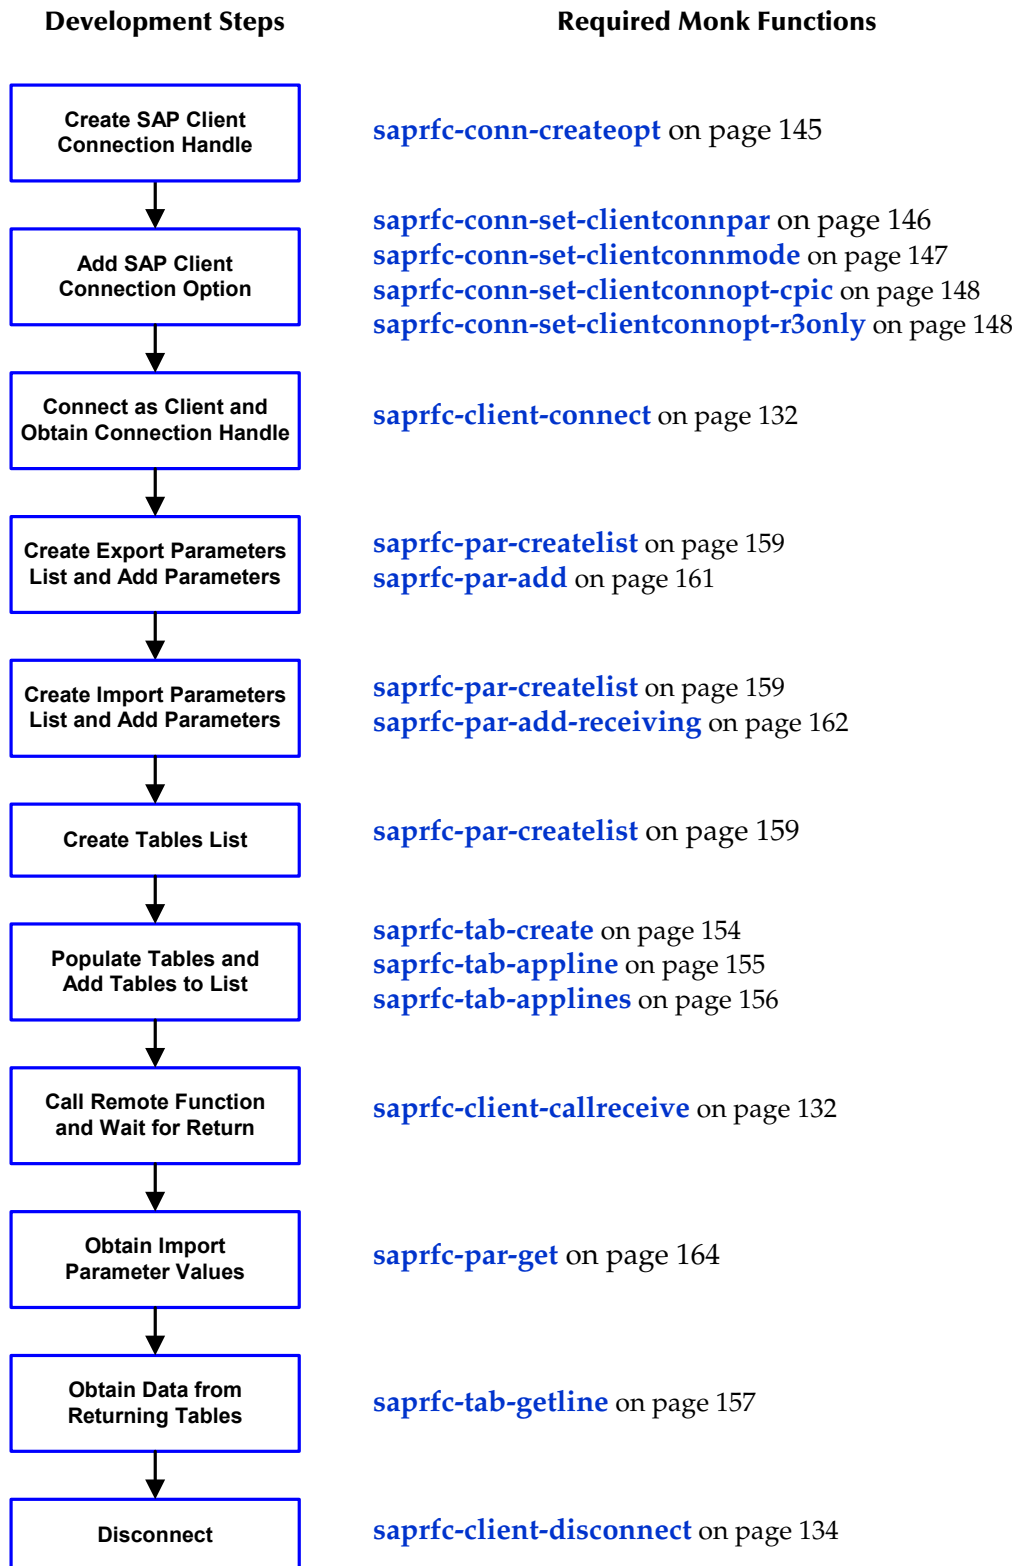 Development Steps
Required Monk Functions
Create SAP Client
Connection Handle
saprfc-conn-createopt on page 145
Add SAP Client
Connection Option
saprfc-conn-set-clientconnpar on page 146
saprfc-conn-set-clientconnmode on page 147
saprfc-conn-set-clientconnopt-cpic on page 148
saprfc-conn-set-clientconnopt-r3only on page 148
Connect as Client and
Obtain Connection Handle
saprfc-client-connect on page 132
Create Export Parameters
List and Add Parameters
saprfc-par-createlist on page 159
saprfc-par-add on page 161
Create Import Parameters
List and Add Parameters
saprfc-par-createlist on page 159
saprfc-par-add-receiving on page 162
Create Tables List
saprfc-par-createlist on page 159
Populate Tables and
Add Tables to List
saprfc-tab-create on page 154
saprfc-tab-appline on page 155
saprfc-tab-applines on page 156
Call Remote Function
and Wait for Return
saprfc-client-callreceive on page 132
Obtain Import
Parameter Values
saprfc-par-get on page 164
Obtain Data from
Returning Tables
saprfc-tab-getline on page 157
Disconnect
saprfc-client-disconnect on page 134